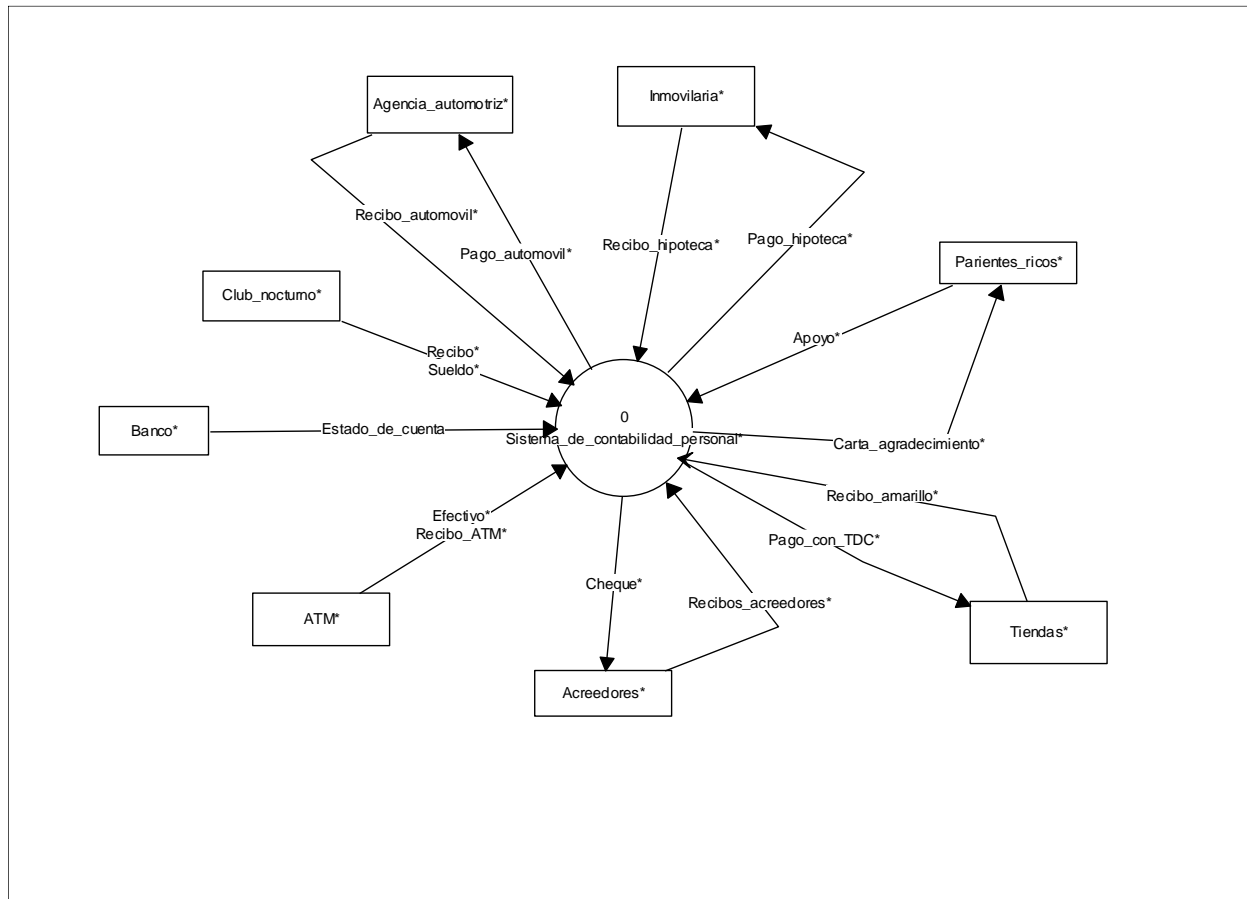 Agencia_automotriz*
Inmovilaria*
Recibo_automovil*
Pago_automovil*
Recibo_hipoteca*
Pago_hipoteca*
Parientes_ricos*
Club_nocturno*
Apoyo*
Recibo*
Sueldo*
0
Sistema_de_contabilidad_personal*
Banco*
Estado_de_cuenta
Carta_agradecimiento*
Recibo_amarillo*
Efectivo*
Recibo_ATM*
Pago_con_TDC*
Cheque*
Recibos_acreedores*
ATM*
Tiendas*
Acreedores*